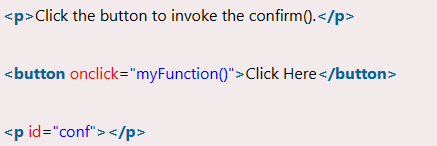 <p>Click the button to invoke the confirm().</p>
<button onclick="myFunction()">Click Here</button>
<p id="conf"></p>